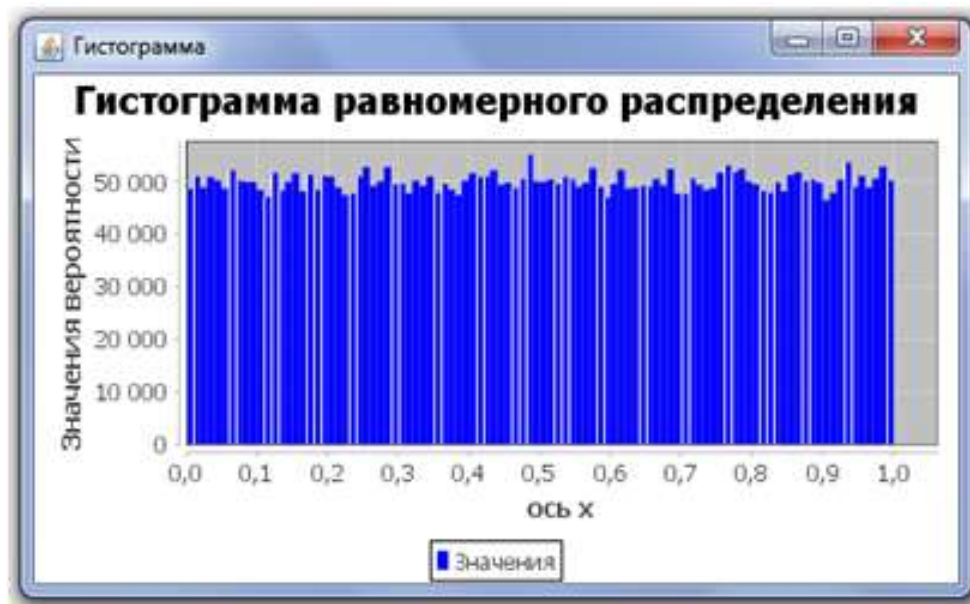 Гистограмма
Гистограмма равномерного распределения
Значения вероятности
50 000
40 000
30 000
20 000
10 000
0
0,0 0,1 0,2 0,3 0,4 0,5 0,6 0,7 0,8 0,9 1,0
ось x
Значения